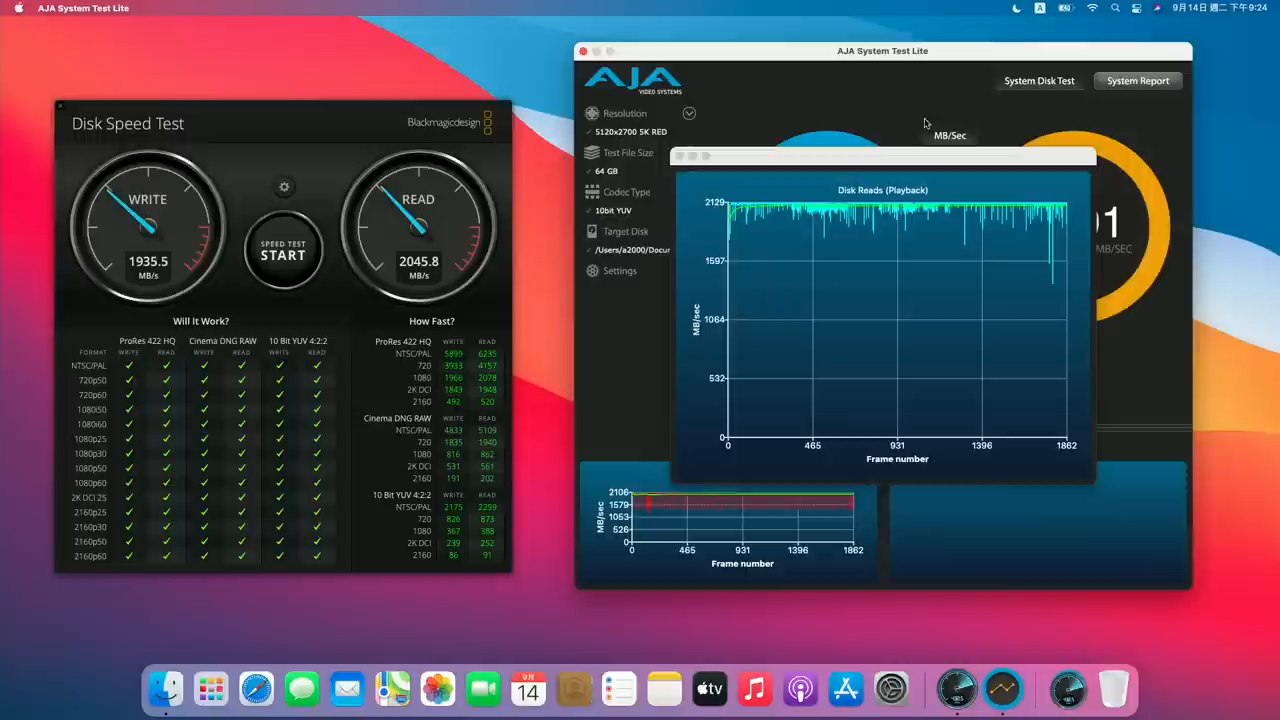 AJA System Test Lite
A
9月14日 週二 下午9:24
Disk Speed Test
Blackmagicdesign
WRITE
1935.5
MB/s
SPEED TEST
START
READ
2045.8
MB/s
Will It Work?
ProRes 422 HQ Cinema DNG RAW 10 Bit YUV 4:2:2
FORMAT WRITE READ WRITE READ WRITE READ
NTSC/PAL ✓ ✓ ✓ ✓ ✓ ✓
720p50 ✓ ✓ ✓ ✓ ✓ ✓
720p60 ✓ ✓ ✓ ✓ ✓ ✓
1080i50 ✓ ✓ ✓ ✓ ✓ ✓
1080i60 ✓ ✓ ✓ ✓ ✓ ✓
1080p25 ✓ ✓ ✓ ✓ ✓ ✓
1080p30 ✓ ✓ ✓ ✓ ✓ ✓
1080p50 ✓ ✓ ✓ ✓ ✓ ✓
1080p60 ✓ ✓ ✓ ✓ ✓ ✓
2K DCI 25 ✓ ✓ ✓ ✓ ✓ ✓
2160p25 ✓ ✓ ✓ ✓ ✓ ✓
2160p30 ✓ ✓ ✓ ✓ ✓ ✓
2160p50 ✓ ✓ ✓ ✓ ✓ ✓
2160p60 ✓ ✓ ✓ ✓ ✓ ✓
How Fast?
ProRes 422 HQ WRITE READ
NTSC/PAL 5899 6235
720 3933 4157
1080 1966 2078
2K DCI 1843 1948
2160 492 520
Cinema DNG RAW WRITE READ
NTSC/PAL 4833 5109
720 1835 1940
1080 816 862
2K DCI 531 561
2160 191 202
10 Bit YUV 4:2:2 WRITE READ
NTSC/PAL 2175 2299
720 826 873
1080 367 388
2K DCI 239 252
2160 86 91
AJA System Test Lite
AJA
VIDEO SYSTEMS
System Disk Test
System Report
Resolution
✓ 5120x2700 5K RED
Test File Size
✓ 64 GB
Codec Type
✓ 10bit YUV
Target Disk
✓ /Users/a2000/Docu
Settings
MB/Sec
MB/SEC
Disk Reads (Playback)
2129
1597
1064
532
0
MB/sec
0 465 931 1396 1862
Frame number
2106
1579
1053
526
0
MB/sec
0 465 931 1396 1862
Frame number
9月
14
tv